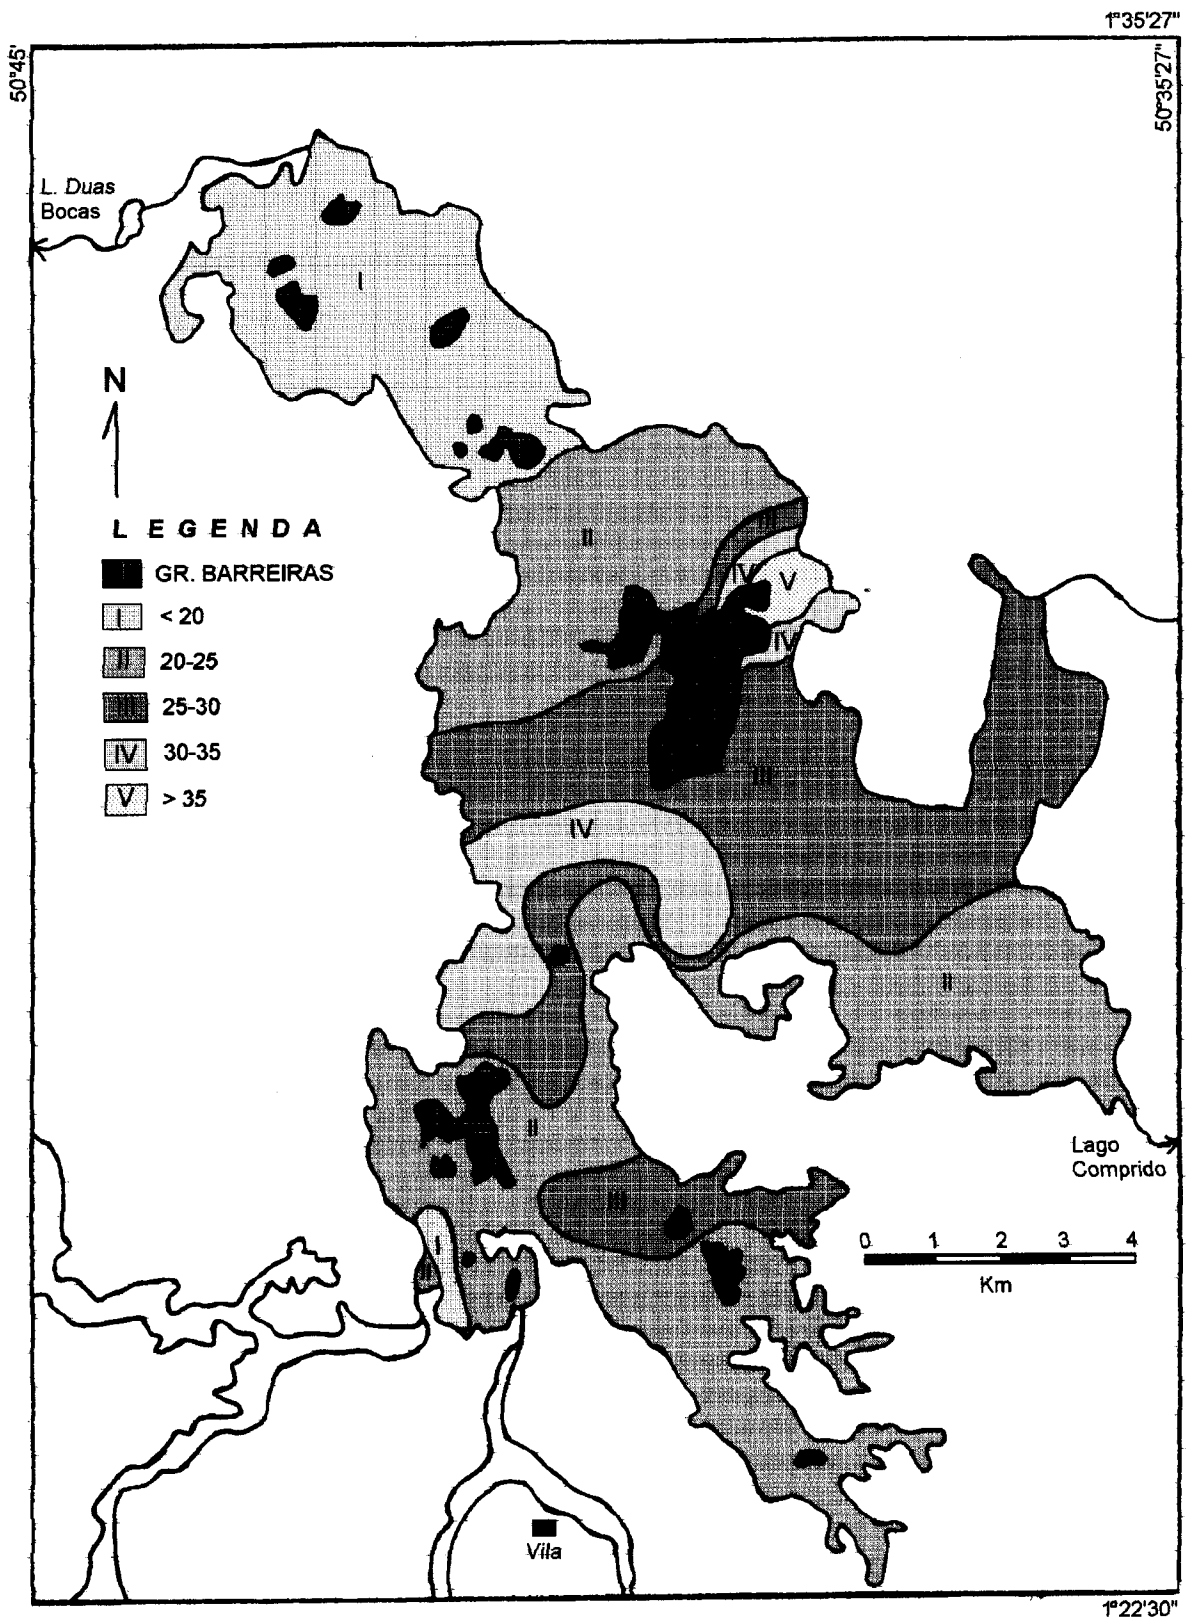 1°35'27"
50°45'
50°35'27"
L. Duas
Bocas
I
N
LEGENDA
GR. BARREIRAS
I < 20
II 20-25
III 25-30
IV 30-35
V > 35
II
III
IV
V
IV
III
IV
II
II
III
I
II
Lago
Comprido
0 1 2 3 4
Km
Vila
1°22'30"